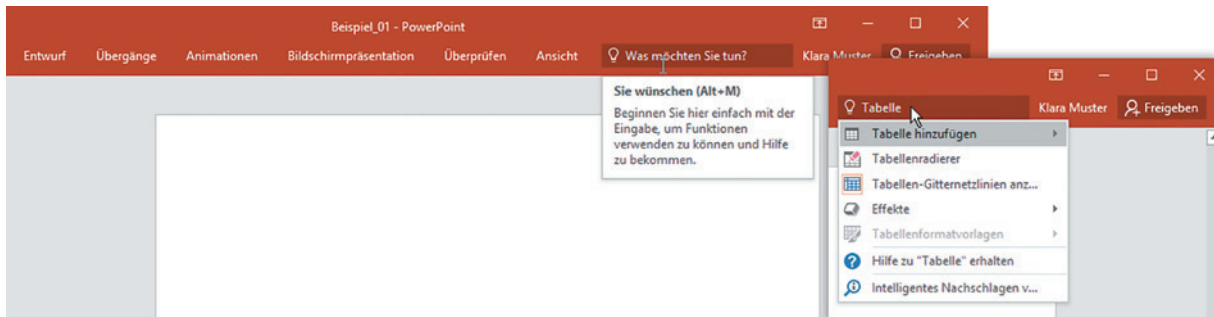 Beispiel_01 - PowerPoint
Entwurf Übergänge Animationen Bildschirmpräsentation Überprüfen Ansicht Was möchten Sie tun? Klara Muster Freigeben
Sie wünschen (Alt+M)
Beginnen Sie hier einfach mit der
Eingabe, um Funktionen
verwenden zu können und Hilfe
zu bekommen.
Tabelle Klara Muster Freigeben
Tabelle hinzufügen
Tabellenradierer
Tabellen-Gitternetzlinien anz...
Effekte
Tabellenformatvorlagen
Hilfe zu "Tabelle" erhalten
Intelligentes Nachschlagen v...